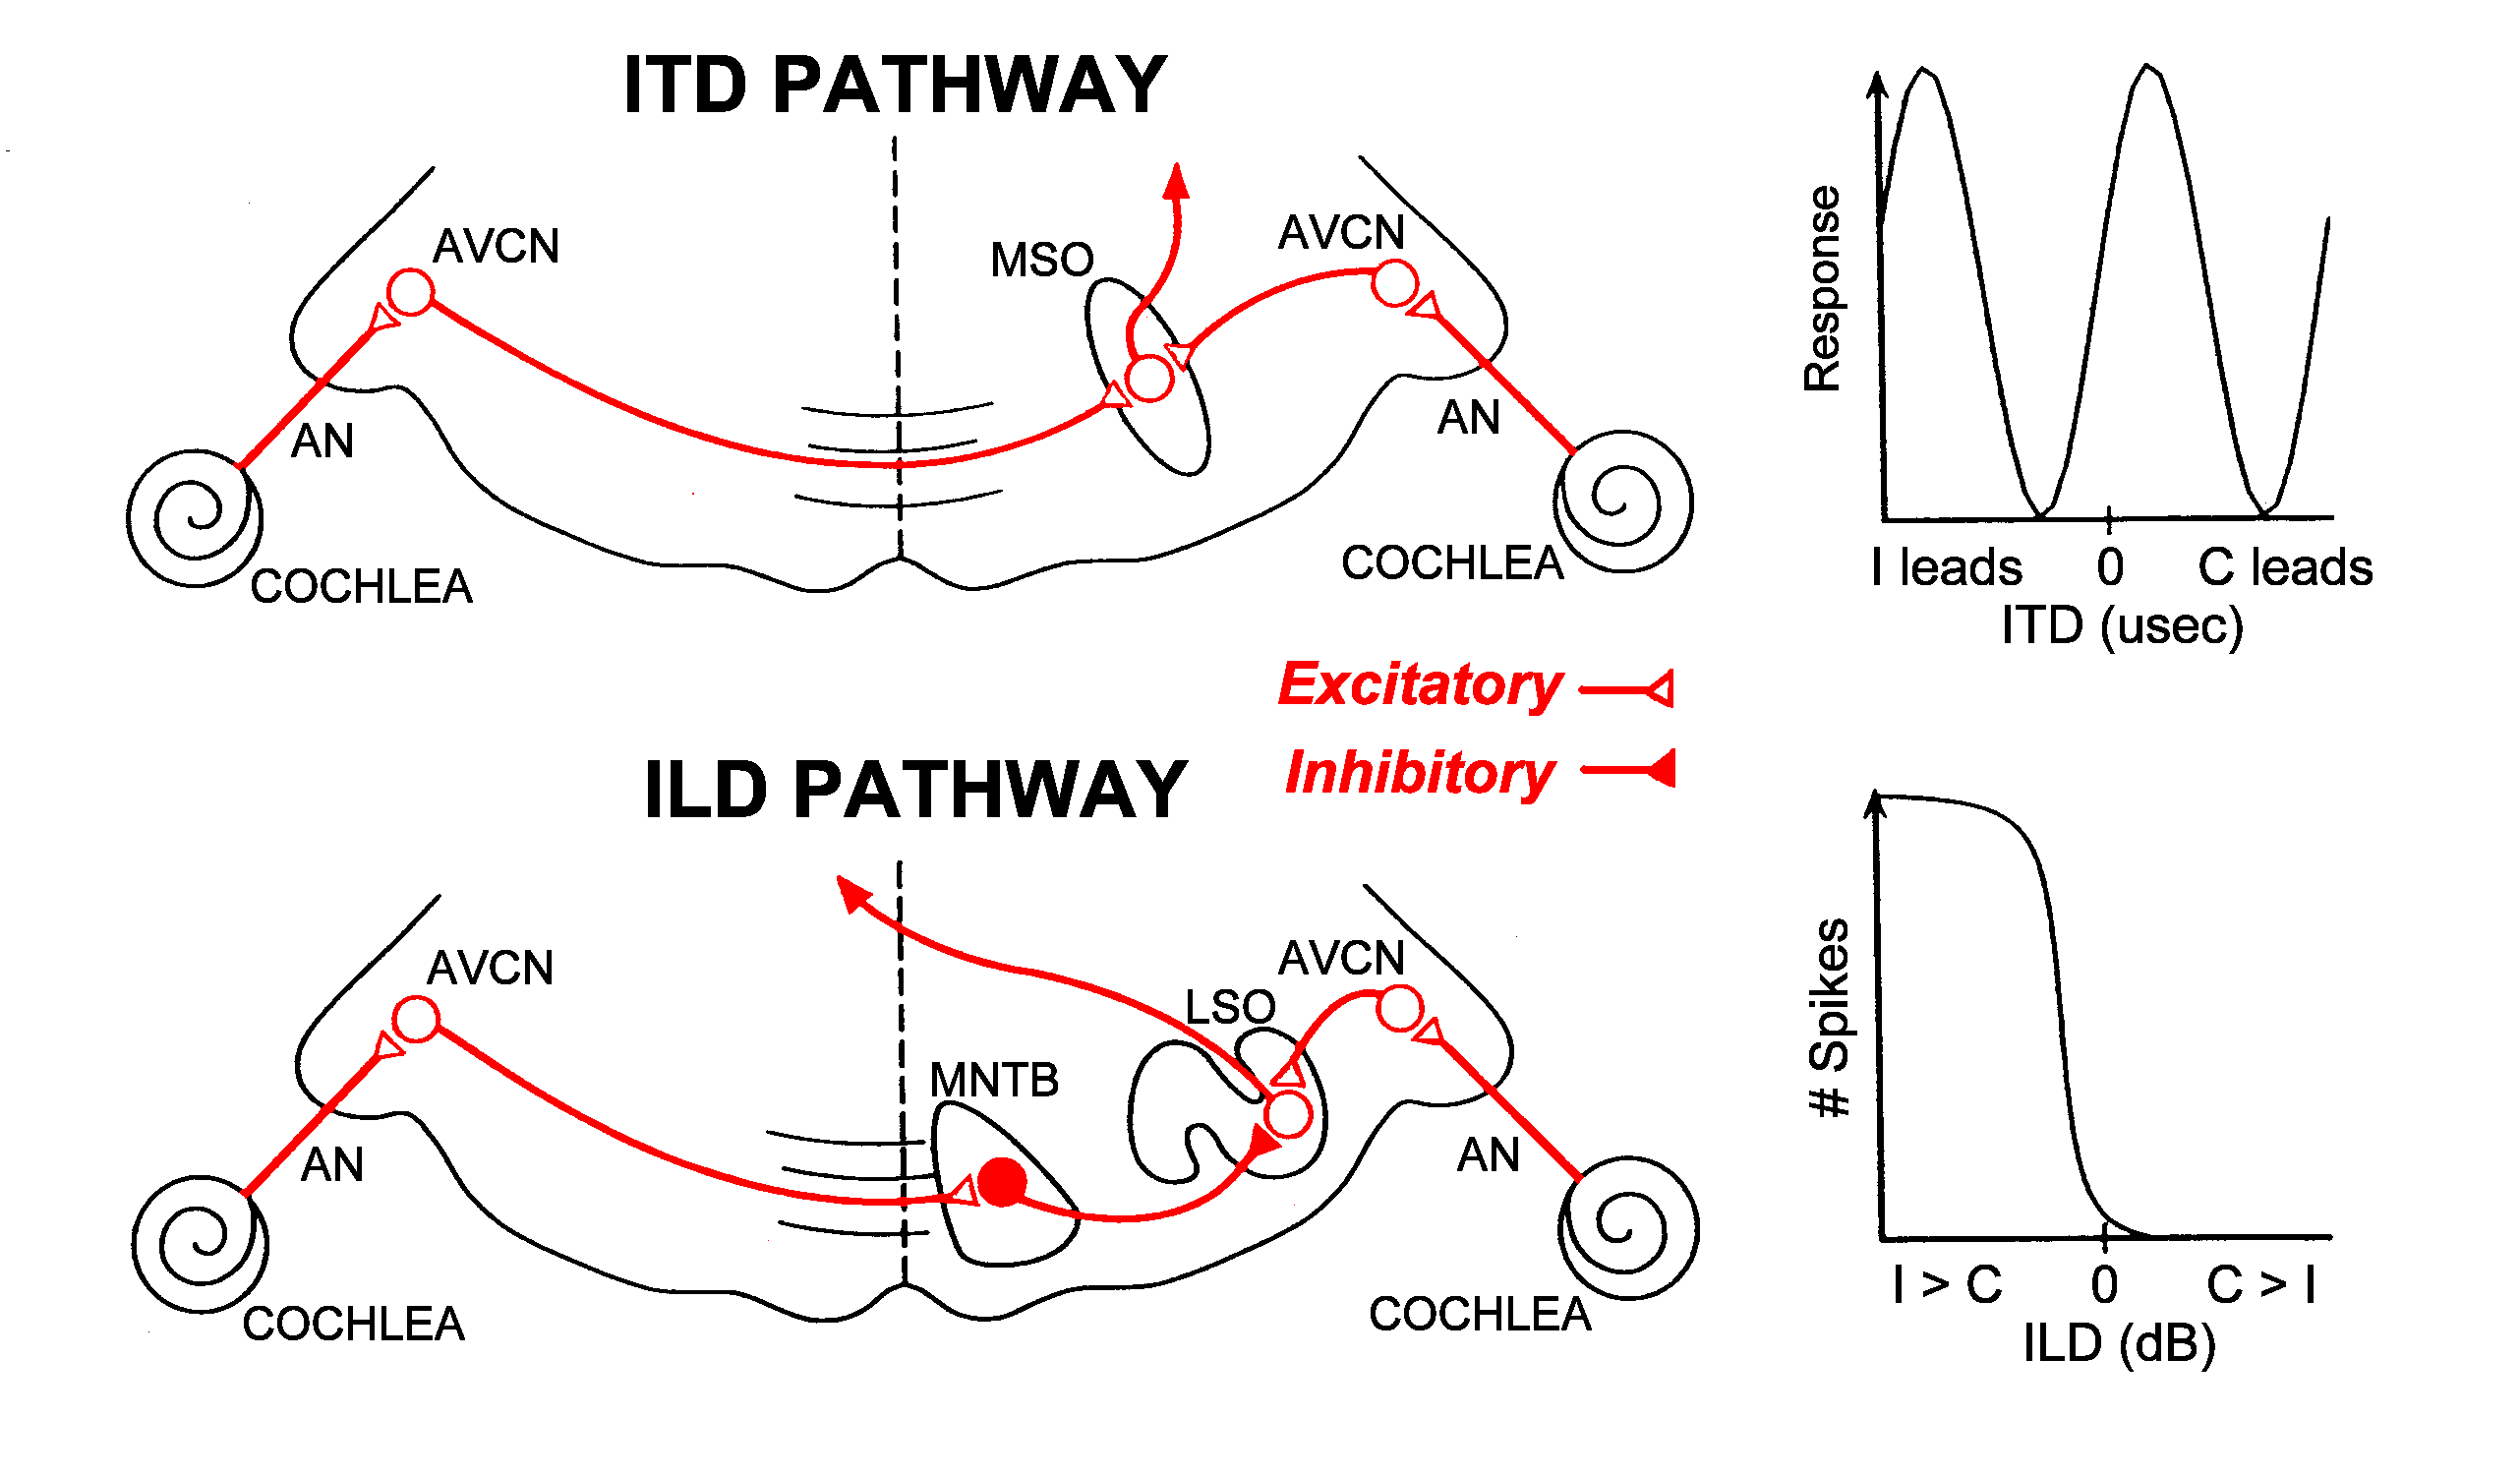 ITD PATHWAY
AVCN
MSO
AVCN
AN
AN
COCHLEA
COCHLEA
Response
I leads 0 C leads
ITD (usec)
Excitatory
Inhibitory
ILD PATHWAY
AVCN
AVCN
LSO
MNTB
AN
AN
COCHLEA
COCHLEA
# Spikes
I > C 0 C > I
ILD (dB)